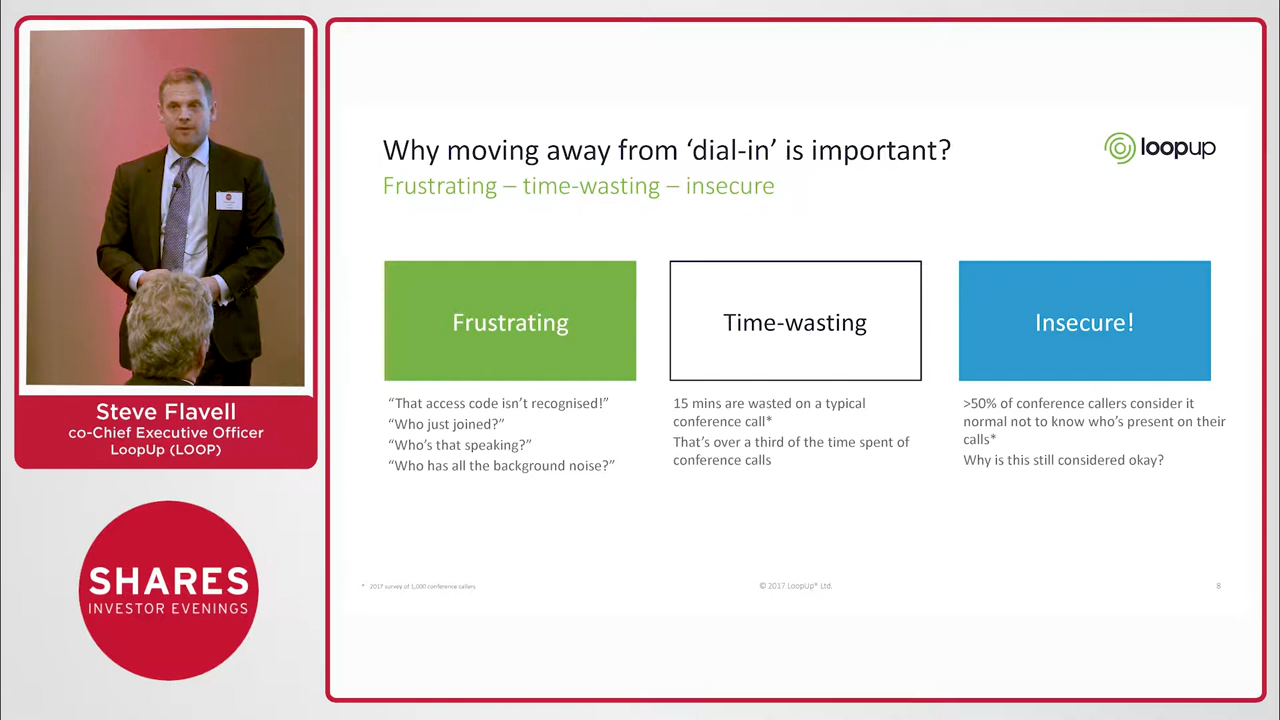 Steve Flavell
co-Chief Executive Officer
LoopUp (LOOP)
SHARES
INVESTOR EVENINGS
Why moving away from ‘dial-in’ is important?
Frustrating – time-wasting – insecure
loopup
Frustrating
“That access code isn’t recognised!”
“Who just joined?”
“Who’s that speaking?”
“Who has all the background noise?”
Time-wasting
15 mins are wasted on a typical
conference call*
That’s over a third of the time spent of
conference calls
Insecure!
>50% of conference callers consider it
normal not to know who’s present on their
calls*
Why is this still considered okay?
* 2017 survey of 1,000 conference callers
© 2017 LoopUp® Ltd.
8